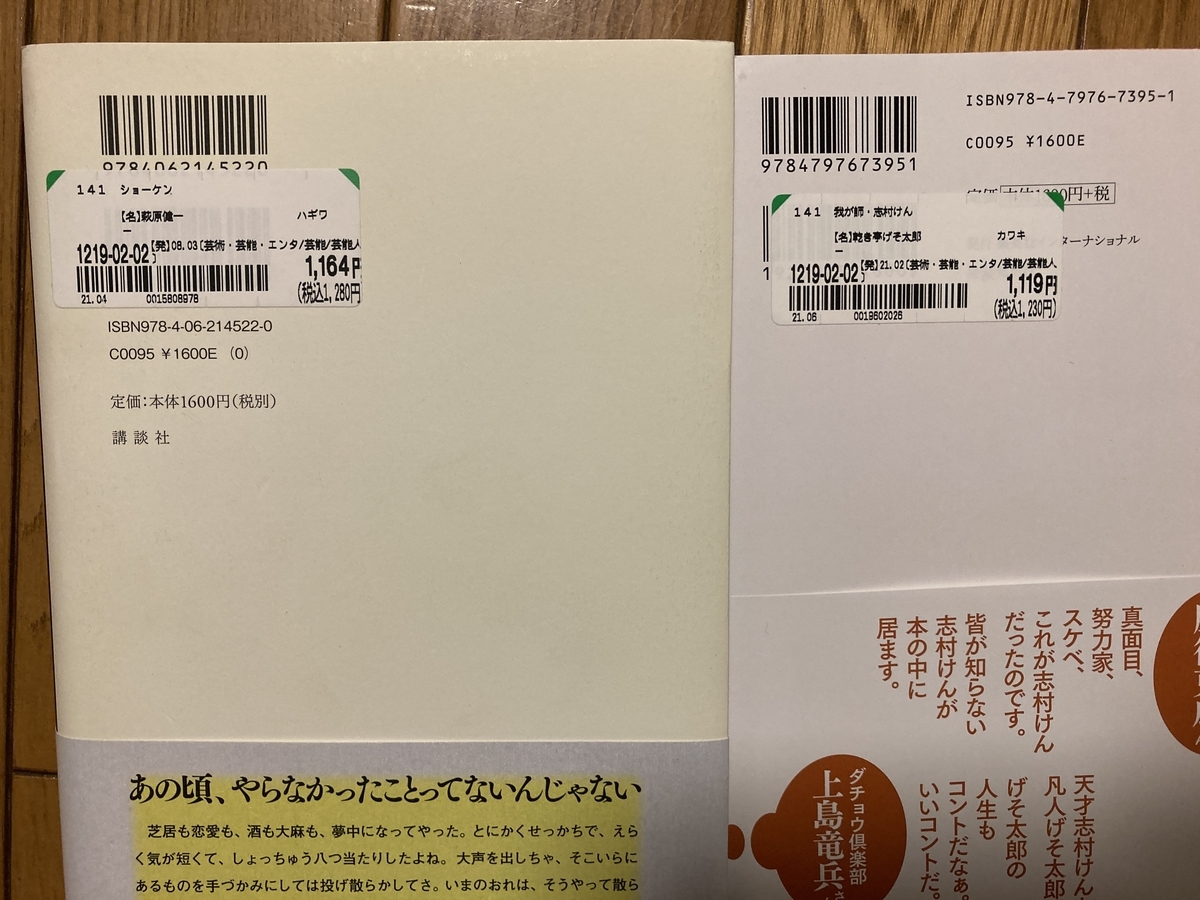 9784062145220
141 ショーケン
【名】萩原健一 ハギワ
ー
1219-02-02【発】08.03〔芸術・芸能・エンタ/芸能/芸能人
〕
1,164円
(税込1,280円
21.04 0015808978
ISBN978-4-06-214522-0
C0095 ¥1600E (0)
定価:本体1600円(税別)
講談社
あの頃、やらなかったことってないんじゃない
芝居も恋愛も、酒も大麻も、夢中になってやった。とにかくせっかちで、えら
く気が短くて、しょっちゅう八つ当たりしたよね。大声を出しちゃ、そこいらに
あるものを手づかみにしては投げ散らかしてさ。いまのおれは、そうやって散ら
ISBN978-4-7976-7395-1
C0095 ¥1600E
9784797673951
円+税
ターナショナル
141 我が師・志村けん
【名】乾き亭げそ太郎 カワキ
ー
1219-02-02【発】21.02〔芸術・芸能・エンタ/芸能/芸能人
〕
1,119円
(税込1,230円)
21.06 0019602026
真面目、
努力家、
スケベ、
これが志村けん
だったのです。
皆が知らない
志村けんが
本の中に
居ます。
ダチョウ倶楽部
上島竜兵
天才志村けん
凡人げそ太郎
げそ太郎の
人生も
コントだなぁ。
いいコントだ。